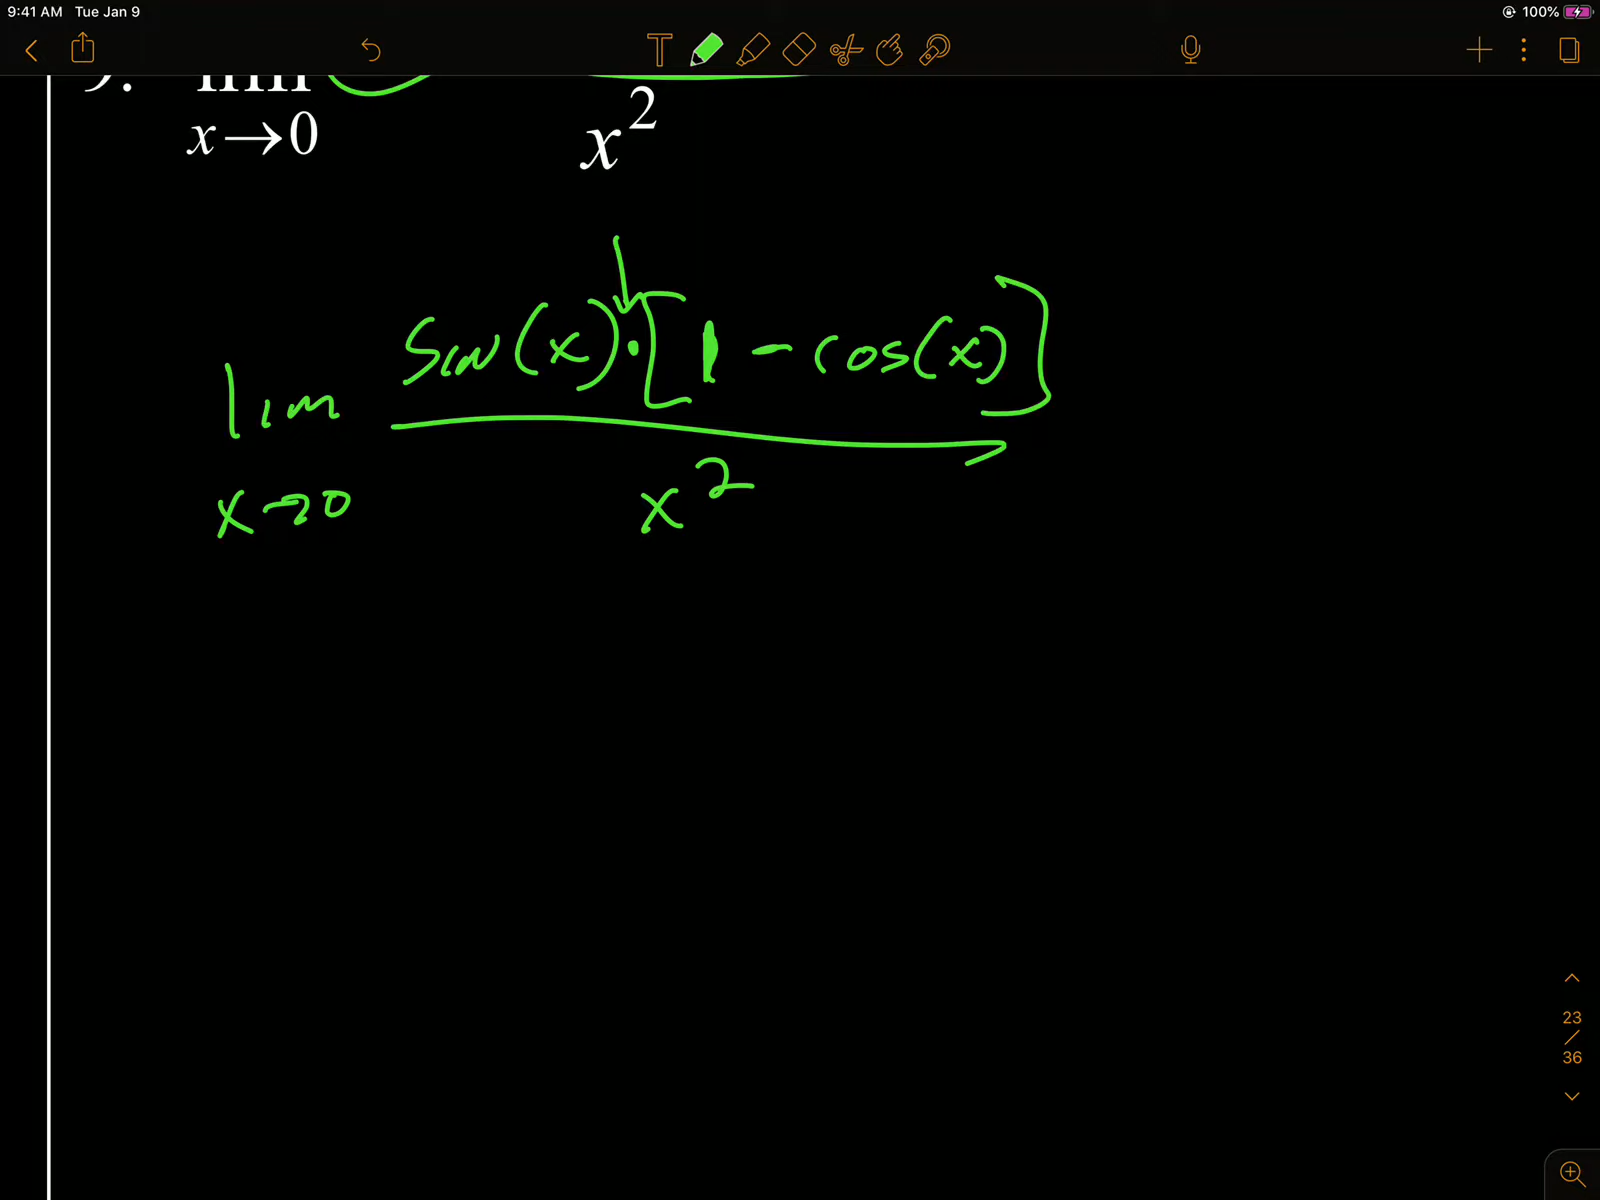 9:41 AM Tue Jan 9
100%
x→0
x²
lim sin(x)·[1-cos(x)]
x→0 x²
23
/
36